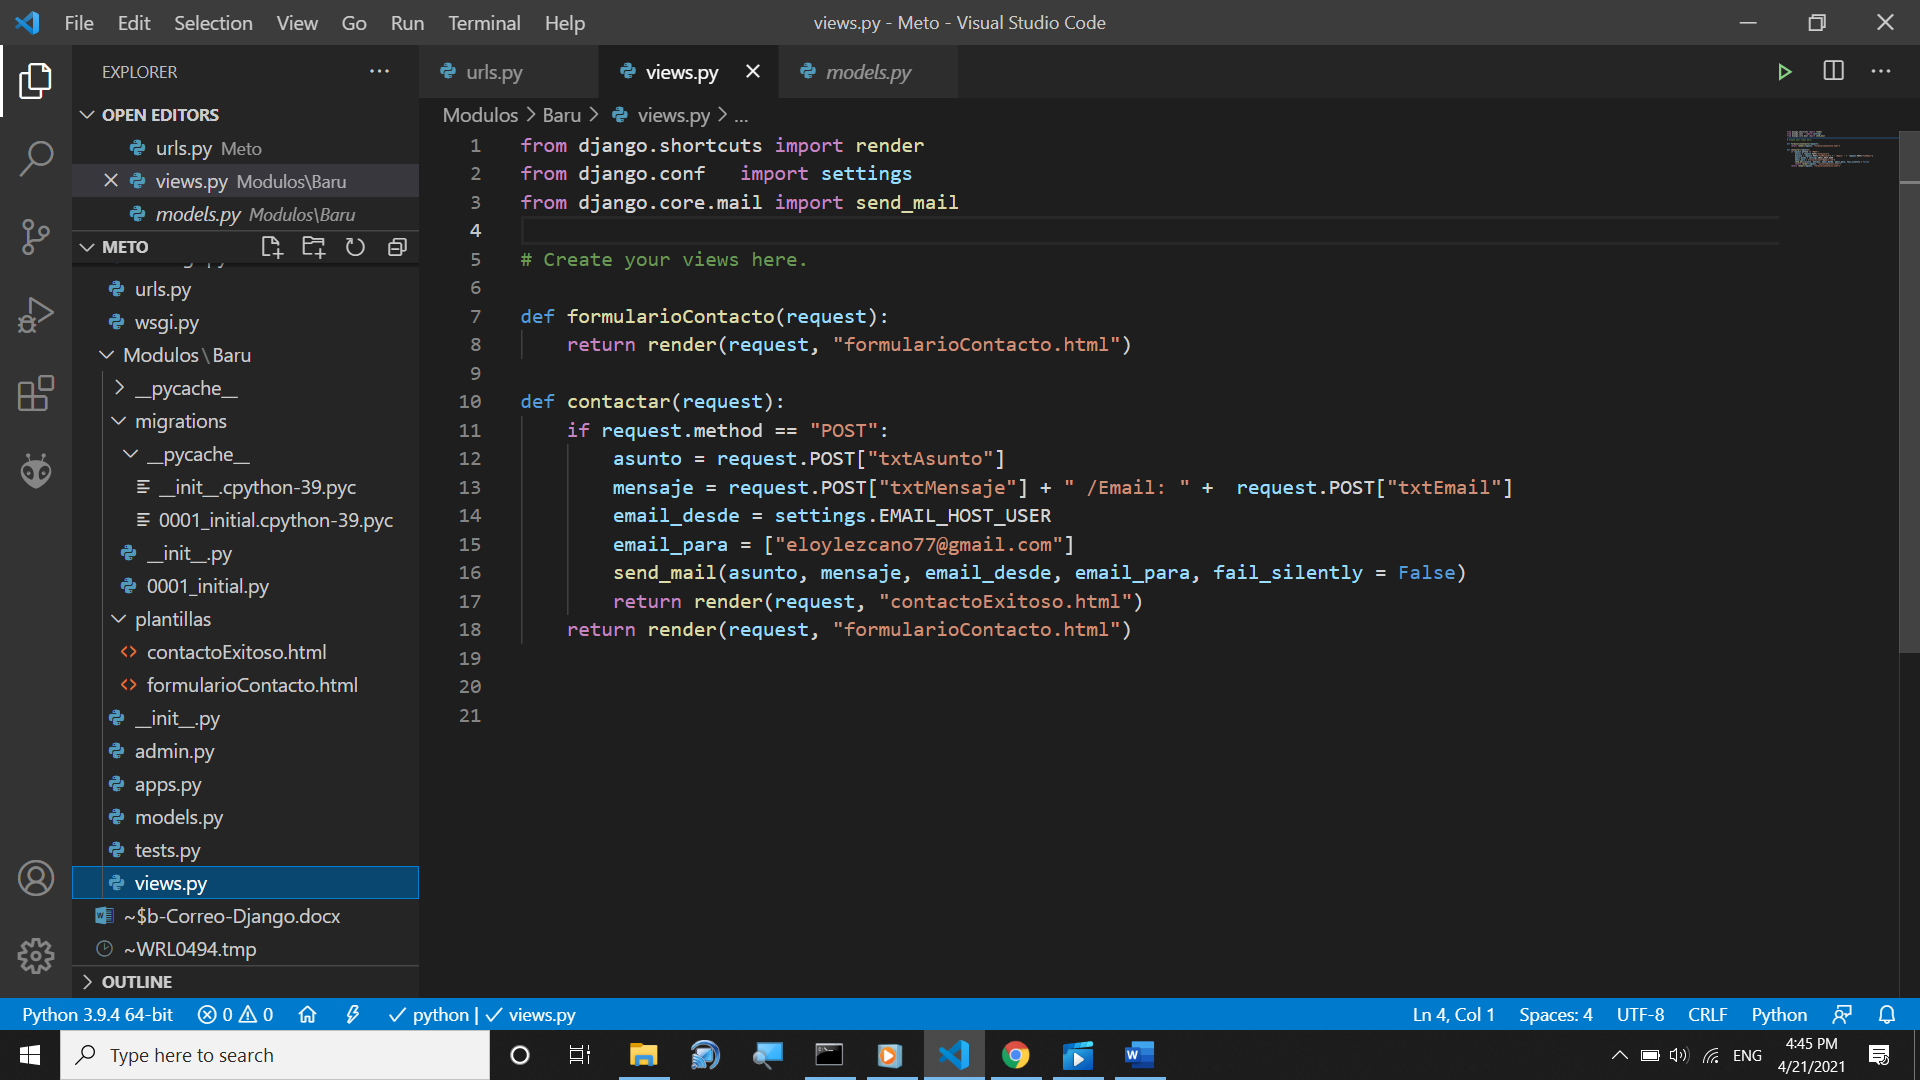 File Edit Selection View Go Run Terminal Help
views.py - Meto - Visual Studio Code
EXPLORER
OPEN EDITORS
urls.py Meto
views.py Modulos\Baru
models.py Modulos\Baru
METO
urls.py
wsgi.py
Modulos\Baru
__pycache__
migrations
__pycache__
__init__.cpython-39.pyc
0001_initial.cpython-39.pyc
__init__.py
0001_initial.py
plantillas
contactoExitoso.html
formularioContacto.html
__init__.py
admin.py
apps.py
models.py
tests.py
views.py
~$b-Correo-Django.docx
~WRL0494.tmp
OUTLINE
urls.py views.py models.py
Modulos > Baru > views.py > ...
1 from django.shortcuts import render
2 from django.conf   import settings
3 from django.core.mail import send_mail
4
5 # Create your views here.
6
7 def formularioContacto(request):
8     return render(request, "formularioContacto.html")
9
10 def contactar(request):
11     if request.method == "POST":
12         asunto = request.POST["txtAsunto"]
13         mensaje = request.POST["txtMensaje"] + " /Email: " +  request.POST["txtEmail"]
14         email_desde = settings.EMAIL_HOST_USER
15         email_para = ["eloylezcano77@gmail.com"]
16         send_mail(asunto, mensaje, email_desde, email_para, fail_silently = False)
17         return render(request, "contactoExitoso.html")
18     return render(request, "formularioContacto.html")
19
20
21
Python 3.9.4 64-bit 0 0 python | views.py
Ln 4, Col 1 Spaces: 4 UTF-8 CRLF Python
Type here to search
ENG
4:45 PM
4/21/2021